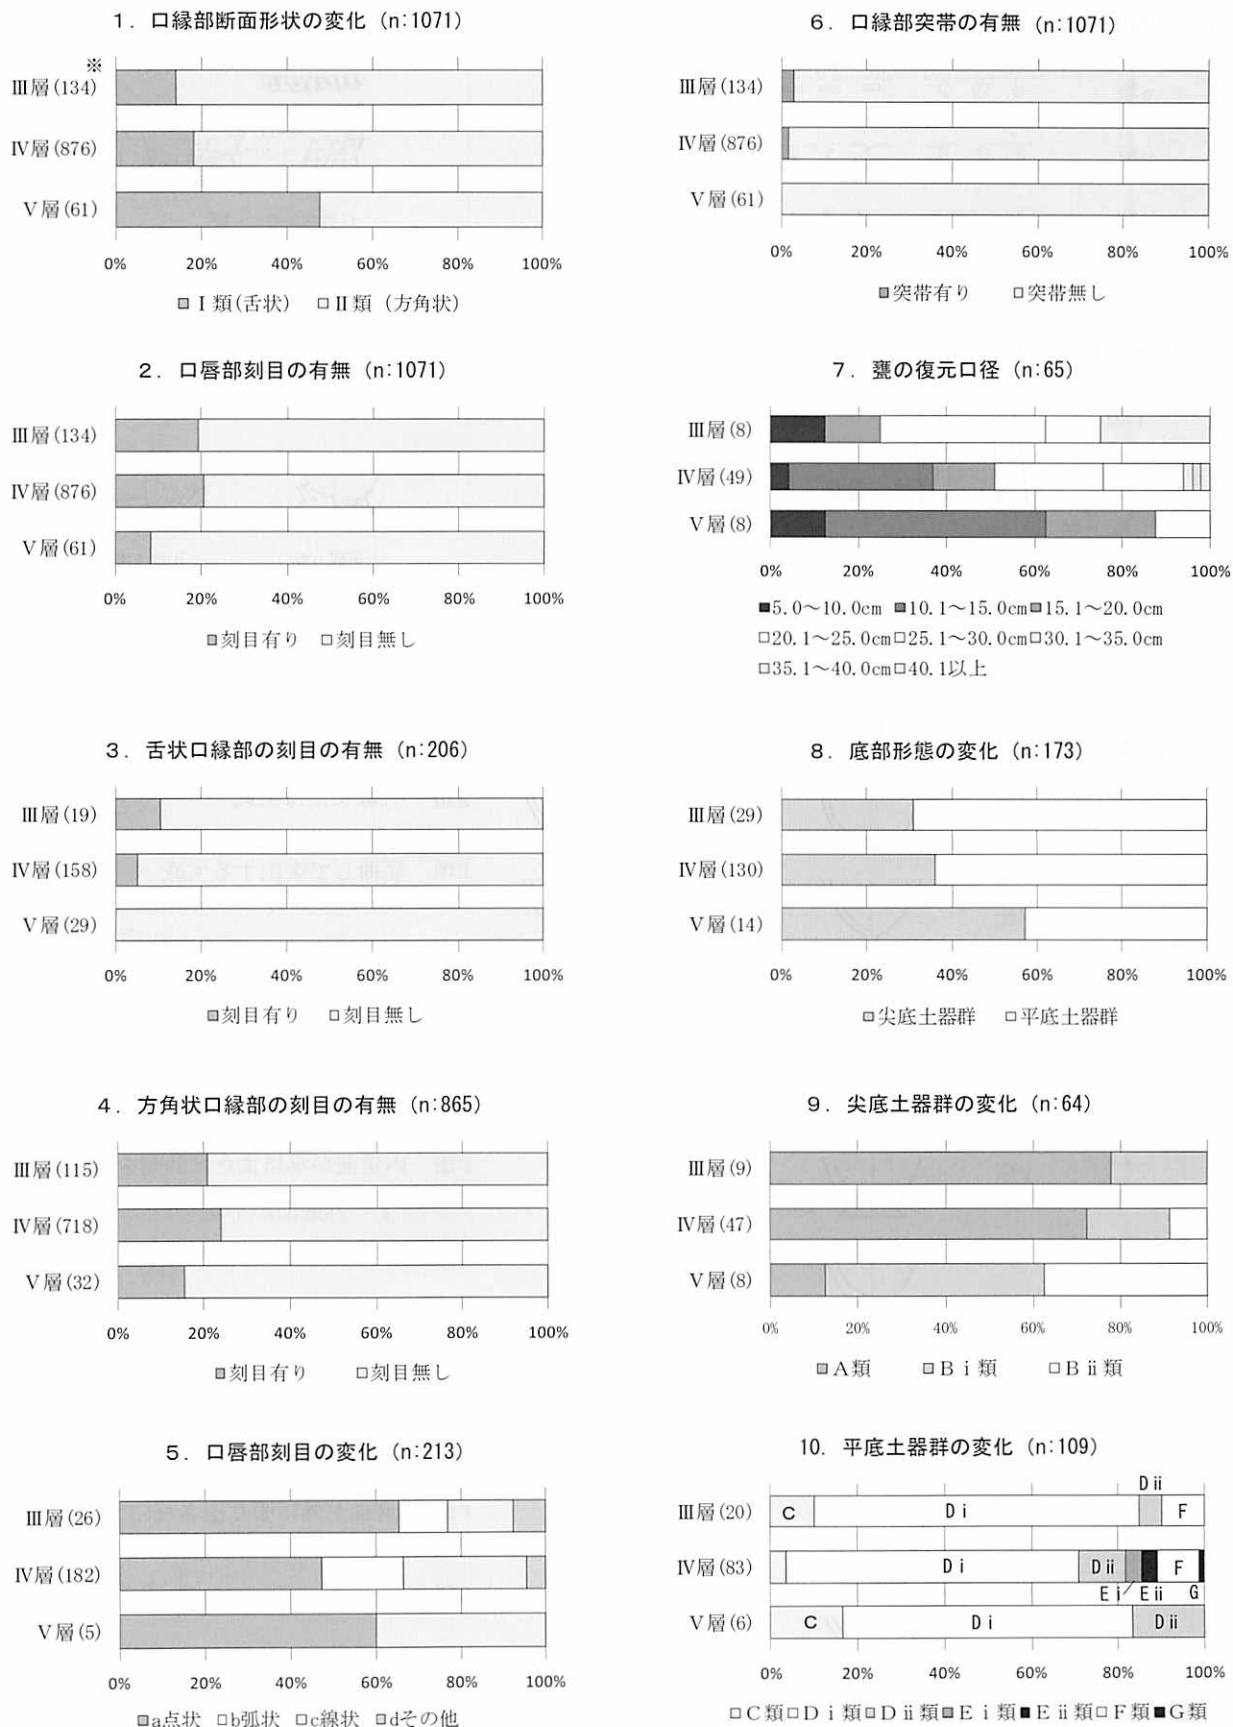 1. 口縁部断面形状の変化 (n:1071)
※
Ⅲ層(134)
Ⅳ層(876)
Ⅴ層(61)
0% 20% 40% 60% 80% 100%
■Ⅰ類(舌状) □Ⅱ類(方角状)
2. 口唇部刻目の有無 (n:1071)
Ⅲ層(134)
Ⅳ層(876)
Ⅴ層(61)
0% 20% 40% 60% 80% 100%
■刻目有り □刻目無し
3. 舌状口縁部の刻目の有無 (n:206)
Ⅲ層(19)
Ⅳ層(158)
Ⅴ層(29)
0% 20% 40% 60% 80% 100%
■刻目有り □刻目無し
4. 方角状口縁部の刻目の有無 (n:865)
Ⅲ層(115)
Ⅳ層(718)
Ⅴ層(32)
0% 20% 40% 60% 80% 100%
■刻目有り □刻目無し
5. 口唇部刻目の変化 (n:213)
Ⅲ層(26)
Ⅳ層(182)
Ⅴ層(5)
0% 20% 40% 60% 80% 100%
■a点状 □b弧状 □c線状 □dその他
6. 口縁部突帯の有無 (n:1071)
Ⅲ層(134)
Ⅳ層(876)
Ⅴ層(61)
0% 20% 40% 60% 80% 100%
■突帯有り □突帯無し
7. 甕の復元口径 (n:65)
Ⅲ層(8)
Ⅳ層(49)
Ⅴ層(8)
0% 20% 40% 60% 80% 100%
■5.0～10.0cm ■10.1～15.0cm ■15.1～20.0cm
□20.1～25.0cm □25.1～30.0cm □30.1～35.0cm
□35.1～40.0cm □40.1以上
8. 底部形態の変化 (n:173)
Ⅲ層(29)
Ⅳ層(130)
Ⅴ層(14)
0% 20% 40% 60% 80% 100%
□尖底土器群 □平底土器群
9. 尖底土器群の変化 (n:64)
Ⅲ層(9)
Ⅳ層(47)
Ⅴ層(8)
0% 20% 40% 60% 80% 100%
■A類 □Bⅰ類 □Bⅱ類
10. 平底土器群の変化 (n:109)
Dⅱ
Ⅲ層(20) C Dⅰ F
Ⅳ層(83) Dⅰ Dⅱ F
Eⅰ Eⅱ G
Ⅴ層(6) C Dⅰ Dⅱ
0% 20% 40% 60% 80% 100%
□C類 □Dⅰ類 □Dⅱ類 ■Eⅰ類 ■Eⅱ類 □F類 ■G類